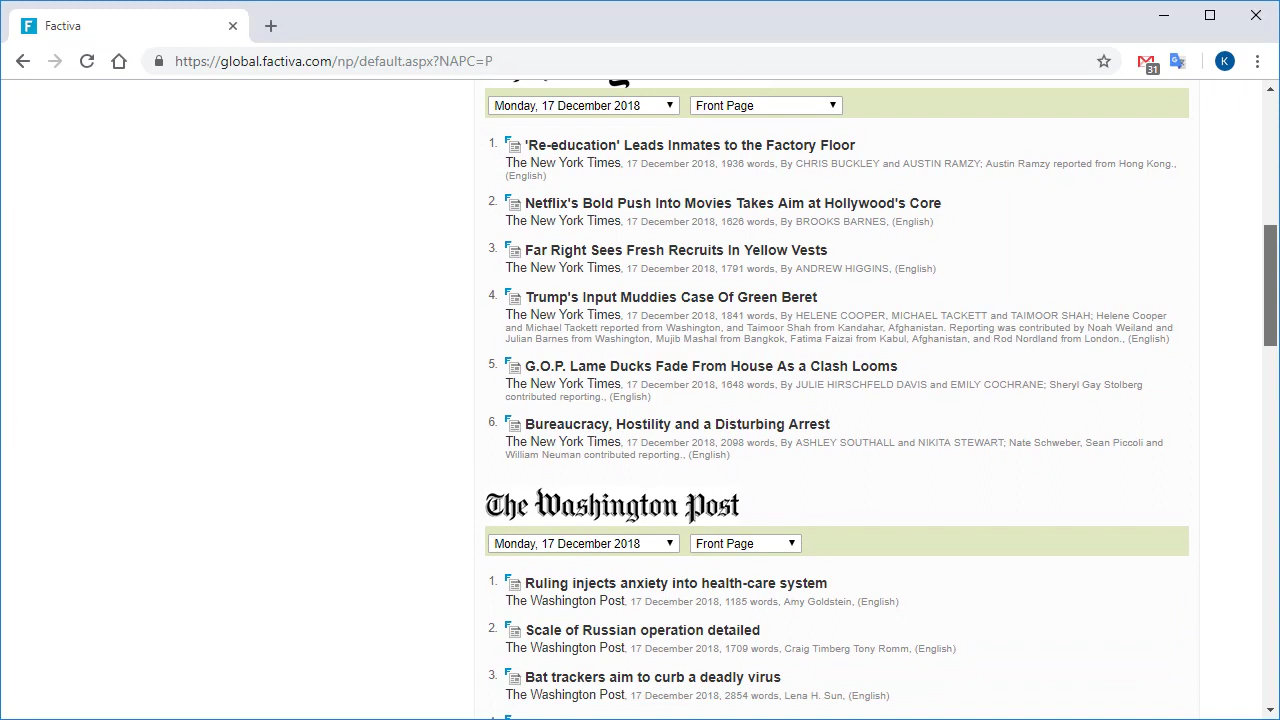 Factiva
https://global.factiva.com/np/default.aspx?NAPC=P
31
K
Monday, 17 December 2018 Front Page
1. 'Re-education' Leads Inmates to the Factory Floor
The New York Times, 17 December 2018, 1936 words, By CHRIS BUCKLEY and AUSTIN RAMZY; Austin Ramzy reported from Hong Kong.,
(English)
2. Netflix's Bold Push Into Movies Takes Aim at Hollywood's Core
The New York Times, 17 December 2018, 1626 words, By BROOKS BARNES, (English)
3. Far Right Sees Fresh Recruits In Yellow Vests
The New York Times, 17 December 2018, 1791 words, By ANDREW HIGGINS, (English)
4. Trump's Input Muddies Case Of Green Beret
The New York Times, 17 December 2018, 1841 words, By HELENE COOPER, MICHAEL TACKETT and TAIMOOR SHAH; Helene Cooper
and Michael Tackett reported from Washington, and Taimoor Shah from Kandahar, Afghanistan. Reporting was contributed by Noah Weiland and
Julian Barnes from Washington, Mujib Mashal from Bangkok, Fatima Faizai from Kabul, Afghanistan, and Rod Nordland from London., (English)
5. G.O.P. Lame Ducks Fade From House As a Clash Looms
The New York Times, 17 December 2018, 1648 words, By JULIE HIRSCHFELD DAVIS and EMILY COCHRANE; Sheryl Gay Stolberg
contributed reporting., (English)
6. Bureaucracy, Hostility and a Disturbing Arrest
The New York Times, 17 December 2018, 2098 words, By ASHLEY SOUTHALL and NIKITA STEWART; Nate Schweber, Sean Piccoli and
William Neuman contributed reporting., (English)
The Washington Post
Monday, 17 December 2018 Front Page
1. Ruling injects anxiety into health-care system
The Washington Post, 17 December 2018, 1185 words, Amy Goldstein, (English)
2. Scale of Russian operation detailed
The Washington Post, 17 December 2018, 1709 words, Craig Timberg Tony Romm, (English)
3. Bat trackers aim to curb a deadly virus
The Washington Post, 17 December 2018, 2854 words, Lena H. Sun, (English)